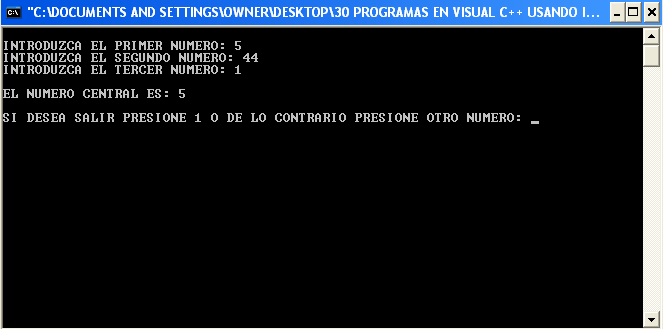 "C:\DOCUMENTS AND SETTINGS\OWNER\DESKTOP\30 PROGRAMAS EN VISUAL C++ USANDO I...
INTRODUZCA EL PRIMER NUMERO: 5
INTRODUZCA EL SEGUNDO NUMERO: 44
INTRODUZCA EL TERCER NUMERO: 1
EL NUMERO CENTRAL ES: 5
SI DESEA SALIR PRESIONE 1 O DE LO CONTRARIO PRESIONE OTRO NUMERO: _